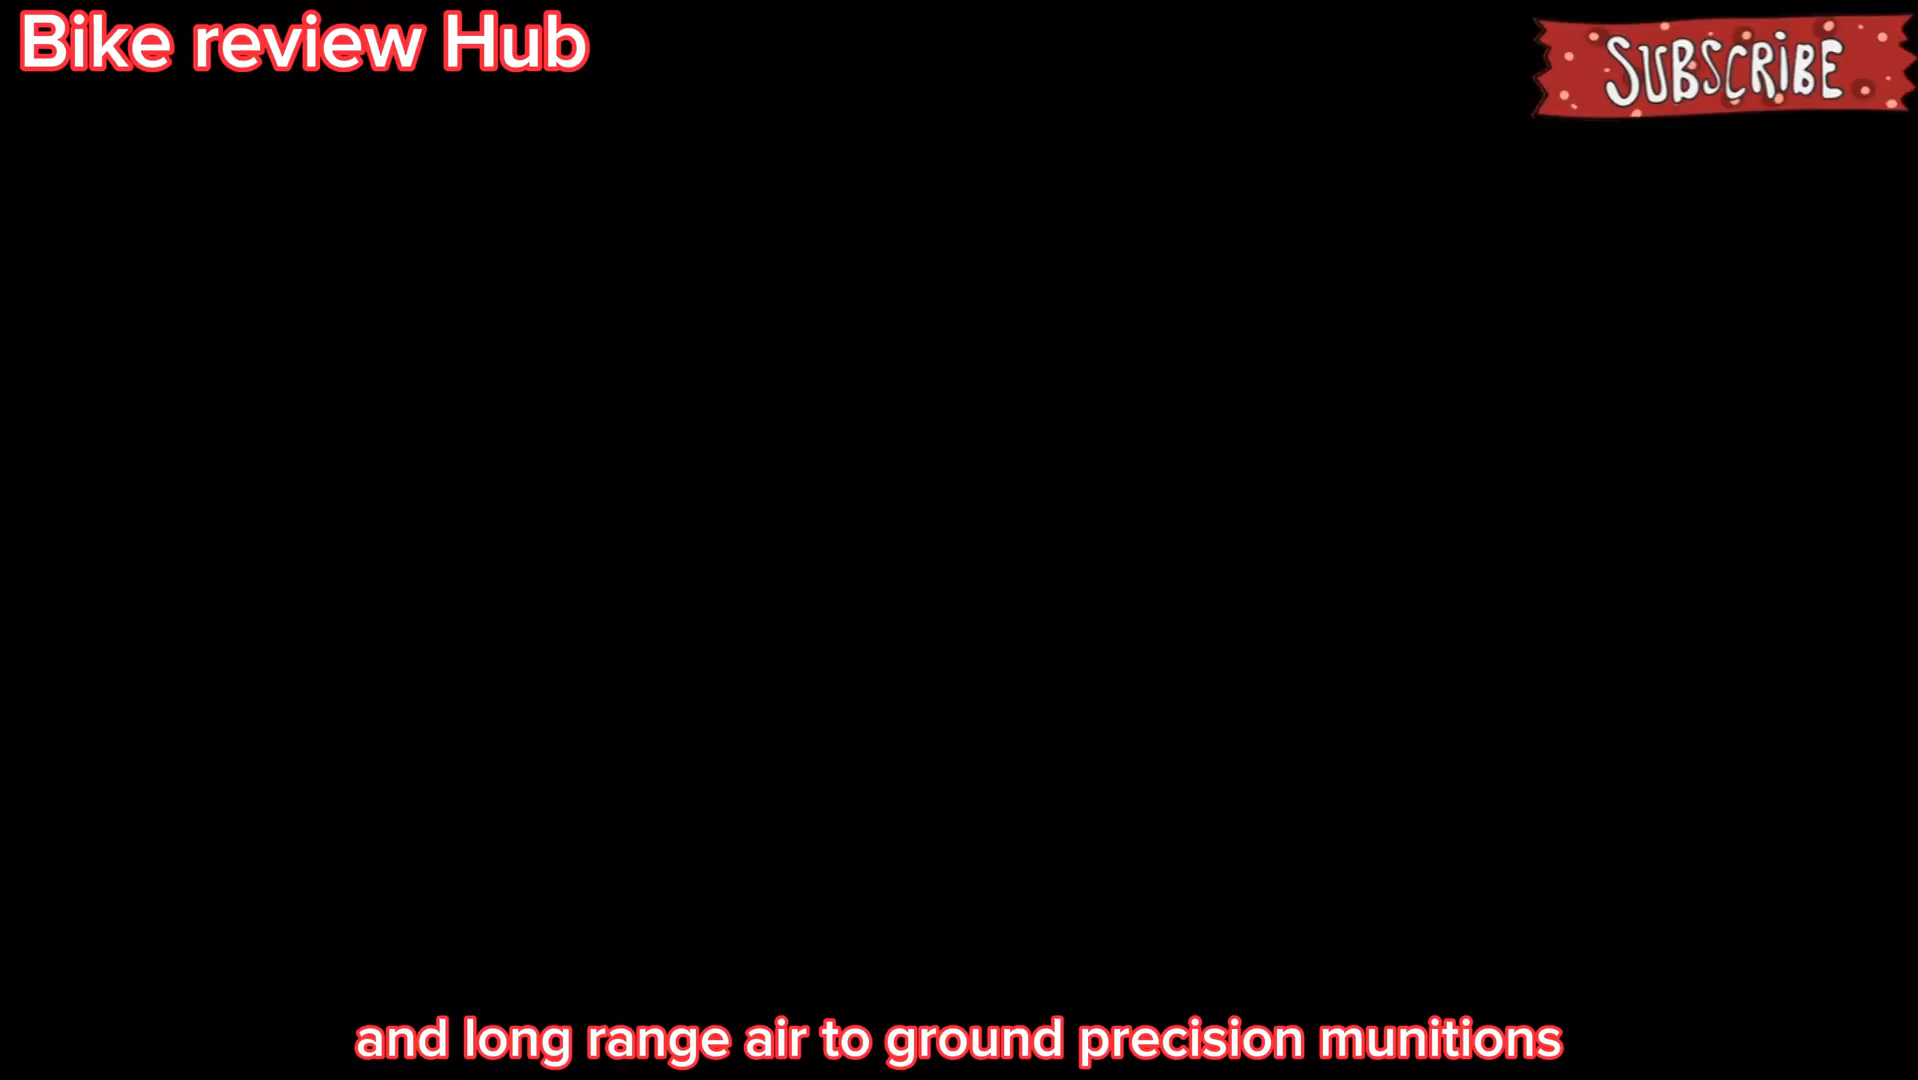 Bike review Hub
SUBSCRIBE
and long range air to ground precision munitions